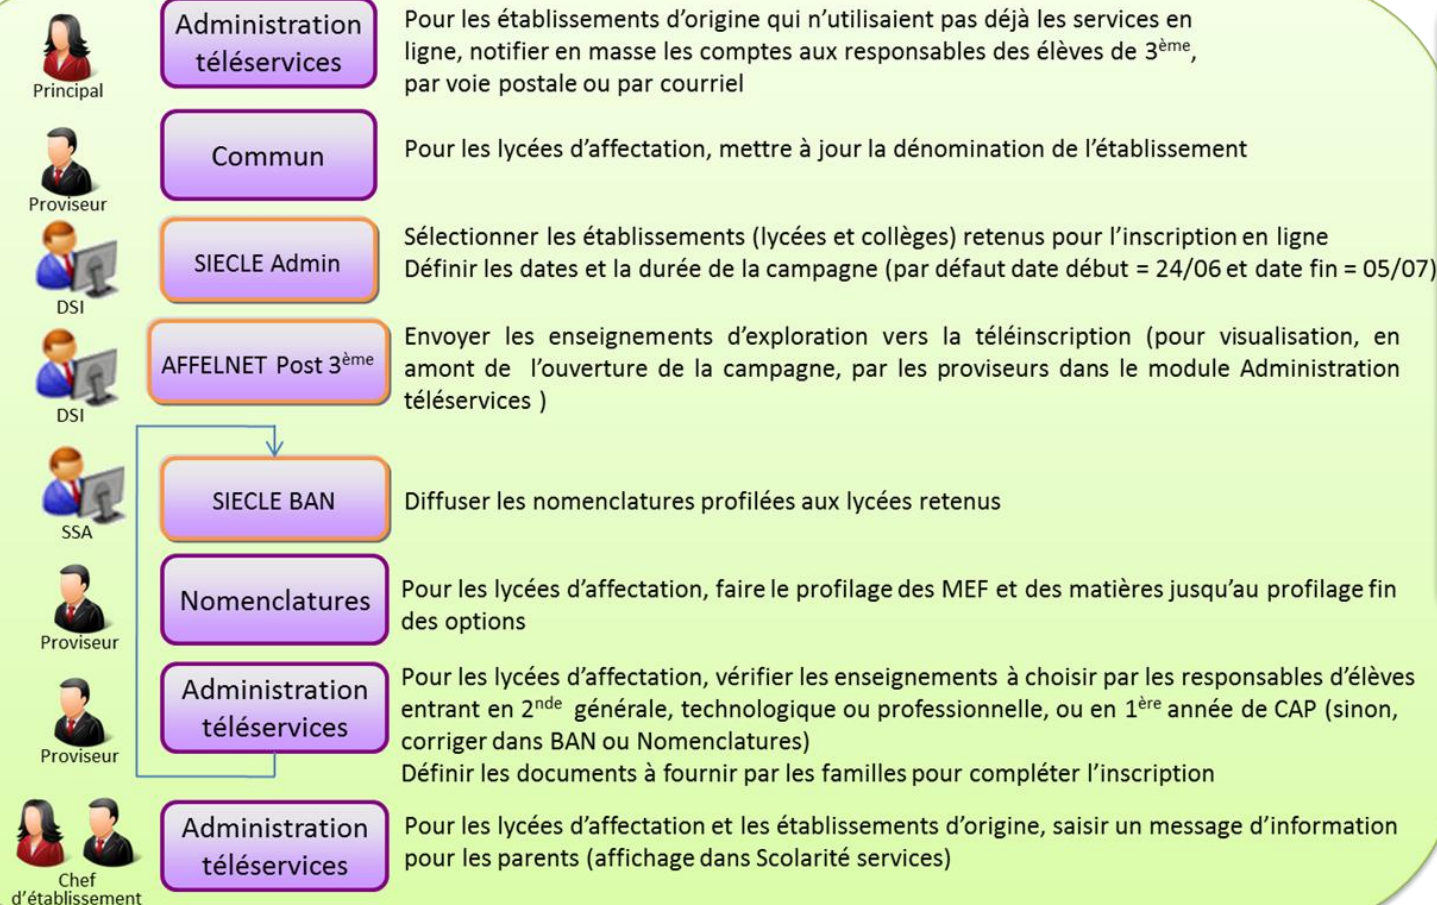 Principal
Administration
téléservices
Pour les établissements d’origine qui n’utilisaient pas déjà les services en
ligne, notifier en masse les comptes aux responsables des élèves de 3ème,
par voie postale ou par courriel
Proviseur
Commun
Pour les lycées d’affectation, mettre à jour la dénomination de l’établissement
DSI
SIECLE Admin
Sélectionner les établissements (lycées et collèges) retenus pour l’inscription en ligne
Définir les dates et la durée de la campagne (par défaut date début = 24/06 et date fin = 05/07)
DSI
AFFELNET Post 3ème
Envoyer les enseignements d’exploration vers la téléinscription (pour visualisation, en
amont de l’ouverture de la campagne, par les proviseurs dans le module Administration
téléservices )
SSA
SIECLE BAN
Diffuser les nomenclatures profilées aux lycées retenus
Proviseur
Nomenclatures
Pour les lycées d’affectation, faire le profilage des MEF et des matières jusqu’au profilage fin
des options
Proviseur
Administration
téléservices
Pour les lycées d’affectation, vérifier les enseignements à choisir par les responsables d’élèves
entrant en 2nde générale, technologique ou professionnelle, ou en 1ère année de CAP (sinon,
corriger dans BAN ou Nomenclatures)
Définir les documents à fournir par les familles pour compléter l’inscription
Chef
d’établissement
Administration
téléservices
Pour les lycées d’affectation et les établissements d’origine, saisir un message d’information
pour les parents (affichage dans Scolarité services)